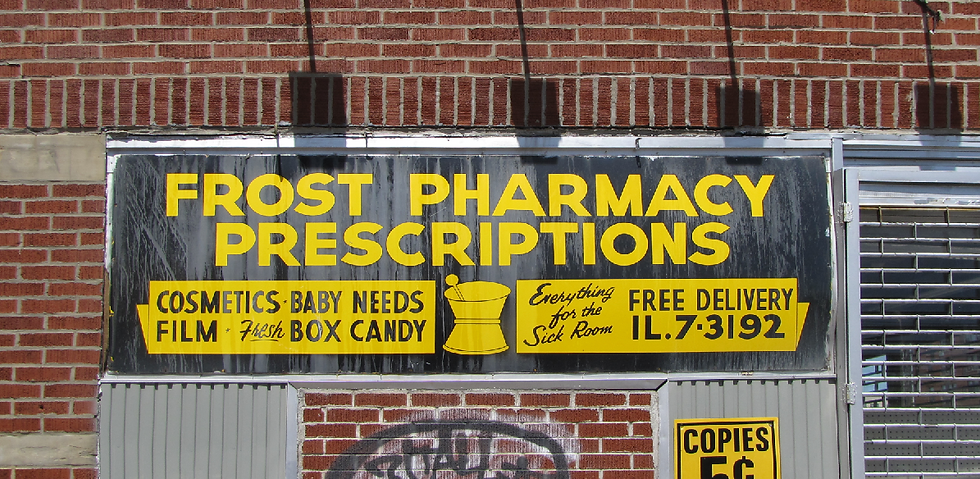 FROST PHARMACY
PRESCRIPTIONS
COSMETICS · BABY NEEDS
FILM · Fresh BOX CANDY
Everything
for the
Sick Room
FREE DELIVERY
IL.7·3192
COPIES
5¢